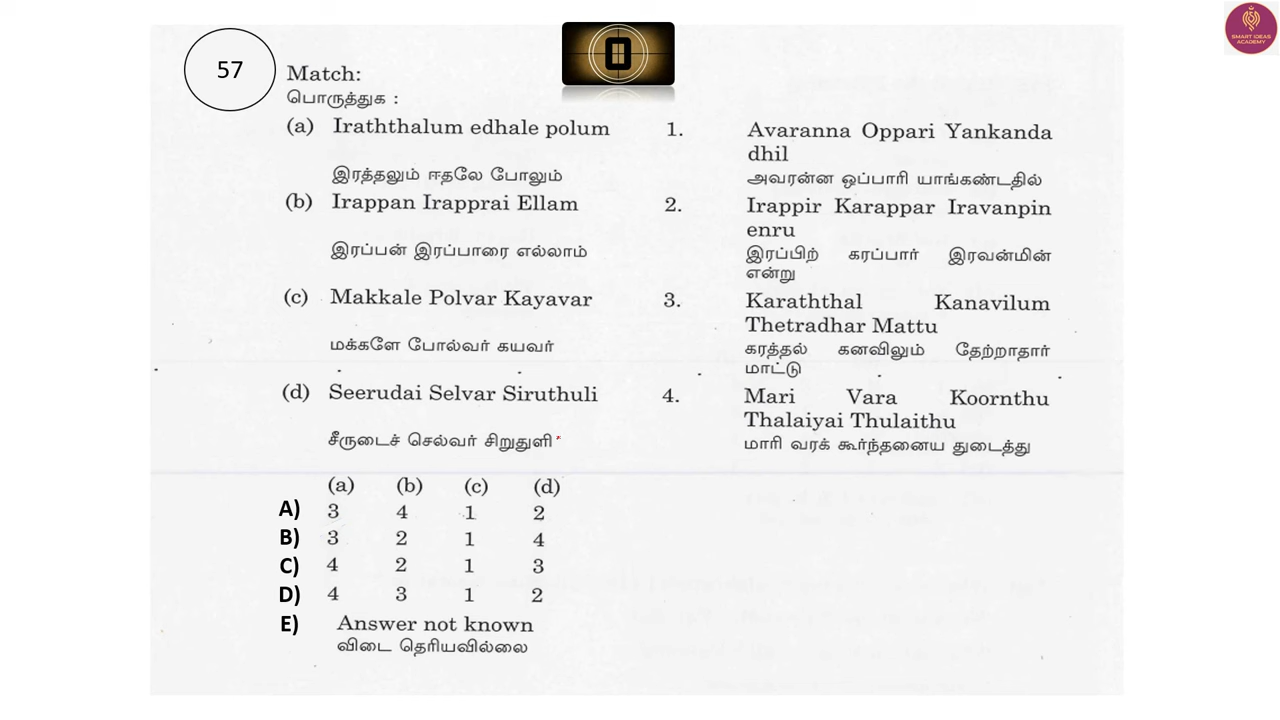 SMART IDEAS
ACADEMY
57
0
Match:
பொருத்துக :
(a) Iraththalum edhale polum 1. Avaranna Oppari Yankanda
dhil
இரத்தலும் ஈதலே போலும் அவரன்ன ஒப்பாரி யாங்கண்டதில்
(b) Irappan Irapprai Ellam 2. Irappir Karappar Iravanpin
enru
இரப்பன் இரப்பாரை எல்லாம் இரப்பிற் கரப்பார் இரவன்மின்
என்று
(c) Makkale Polvar Kayavar 3. Karaththal Kanavilum
Thetradhar Mattu
மக்களே போல்வர் கயவர் கரத்தல் கனவிலும் தேற்றாதார்
மாட்டு
(d) Seerudai Selvar Siruthuli 4. Mari Vara Koornthu
Thalaiyai Thulaithu
சீருடைச் செல்வர் சிறுதுளி மாரி வரக் கூர்ந்தனைய துடைத்து
(a) (b) (c) (d)
A) 3 4 1 2
B) 3 2 1 4
C) 4 2 1 3
D) 4 3 1 2
E) Answer not known
விடை தெரியவில்லை